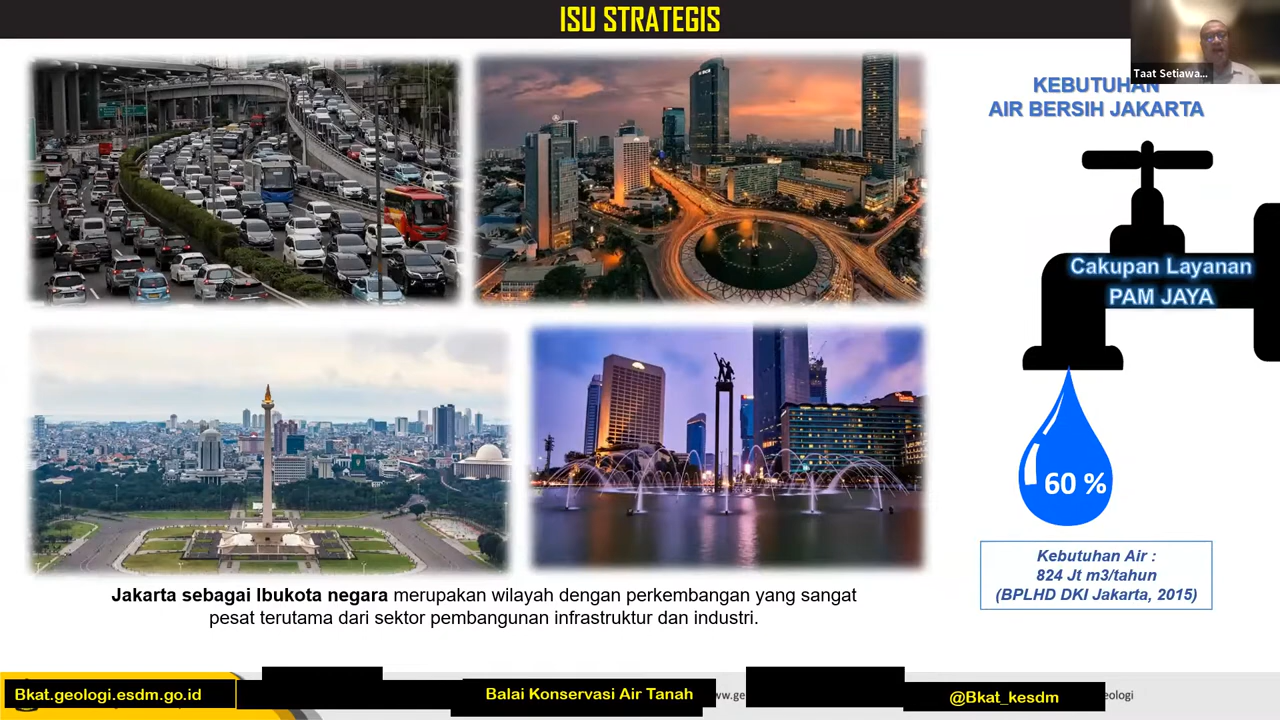 ISU STRATEGIS
Taat Setiawa...
KEBUTUHAN
AIR BERSIH JAKARTA
Cakupan Layanan
PAM JAYA
60 %
Kebutuhan Air :
824 Jt m3/tahun
(BPLHD DKI Jakarta, 2015)
Jakarta sebagai Ibukota negara merupakan wilayah dengan perkembangan yang sangat
pesat terutama dari sektor pembangunan infrastruktur dan industri.
Bkat.geologi.esdm.go.id
Balai Konservasi Air Tanah
@Bkat_kesdm